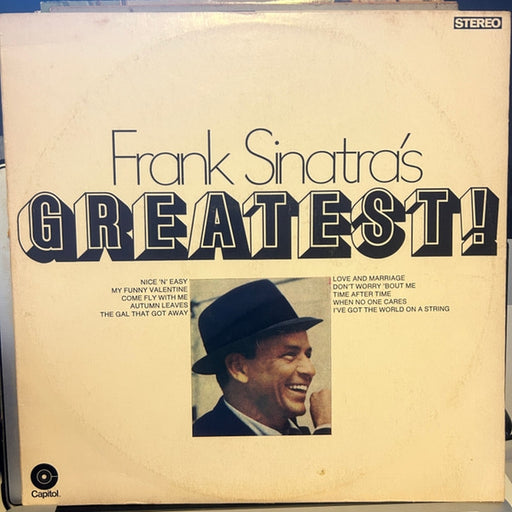 STEREO
Frank Sinatra's
GREATEST!
NICE 'N' EASY
MY FUNNY VALENTINE
COME FLY WITH ME
AUTUMN LEAVES
THE GAL THAT GOT AWAY
LOVE AND MARRIAGE
DON'T WORRY 'BOUT ME
TIME AFTER TIME
WHEN NO ONE CARES
I'VE GOT THE WORLD ON A STRING
Capitol.